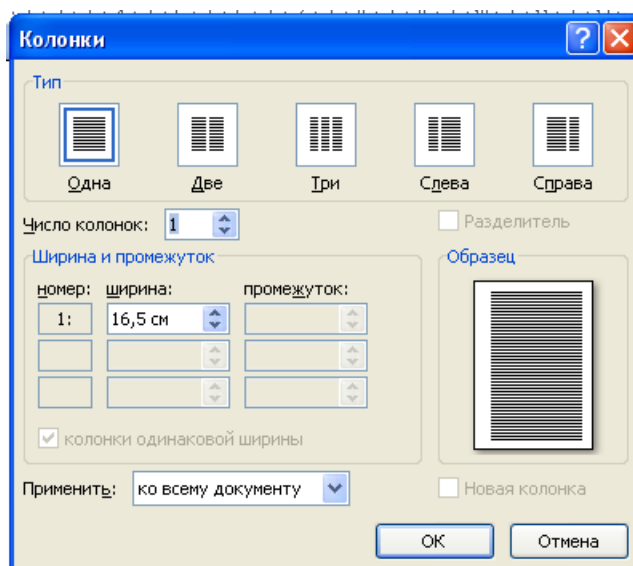 Колонки
Тип
Одна Две Три Слева Справа
Число колонок: 1 Разделитель
Ширина и промежуток
номер: ширина: промежуток:
1: 16,5 см
колонки одинаковой ширины
Образец
Применить: ко всему документу Новая колонка
ОК Отмена